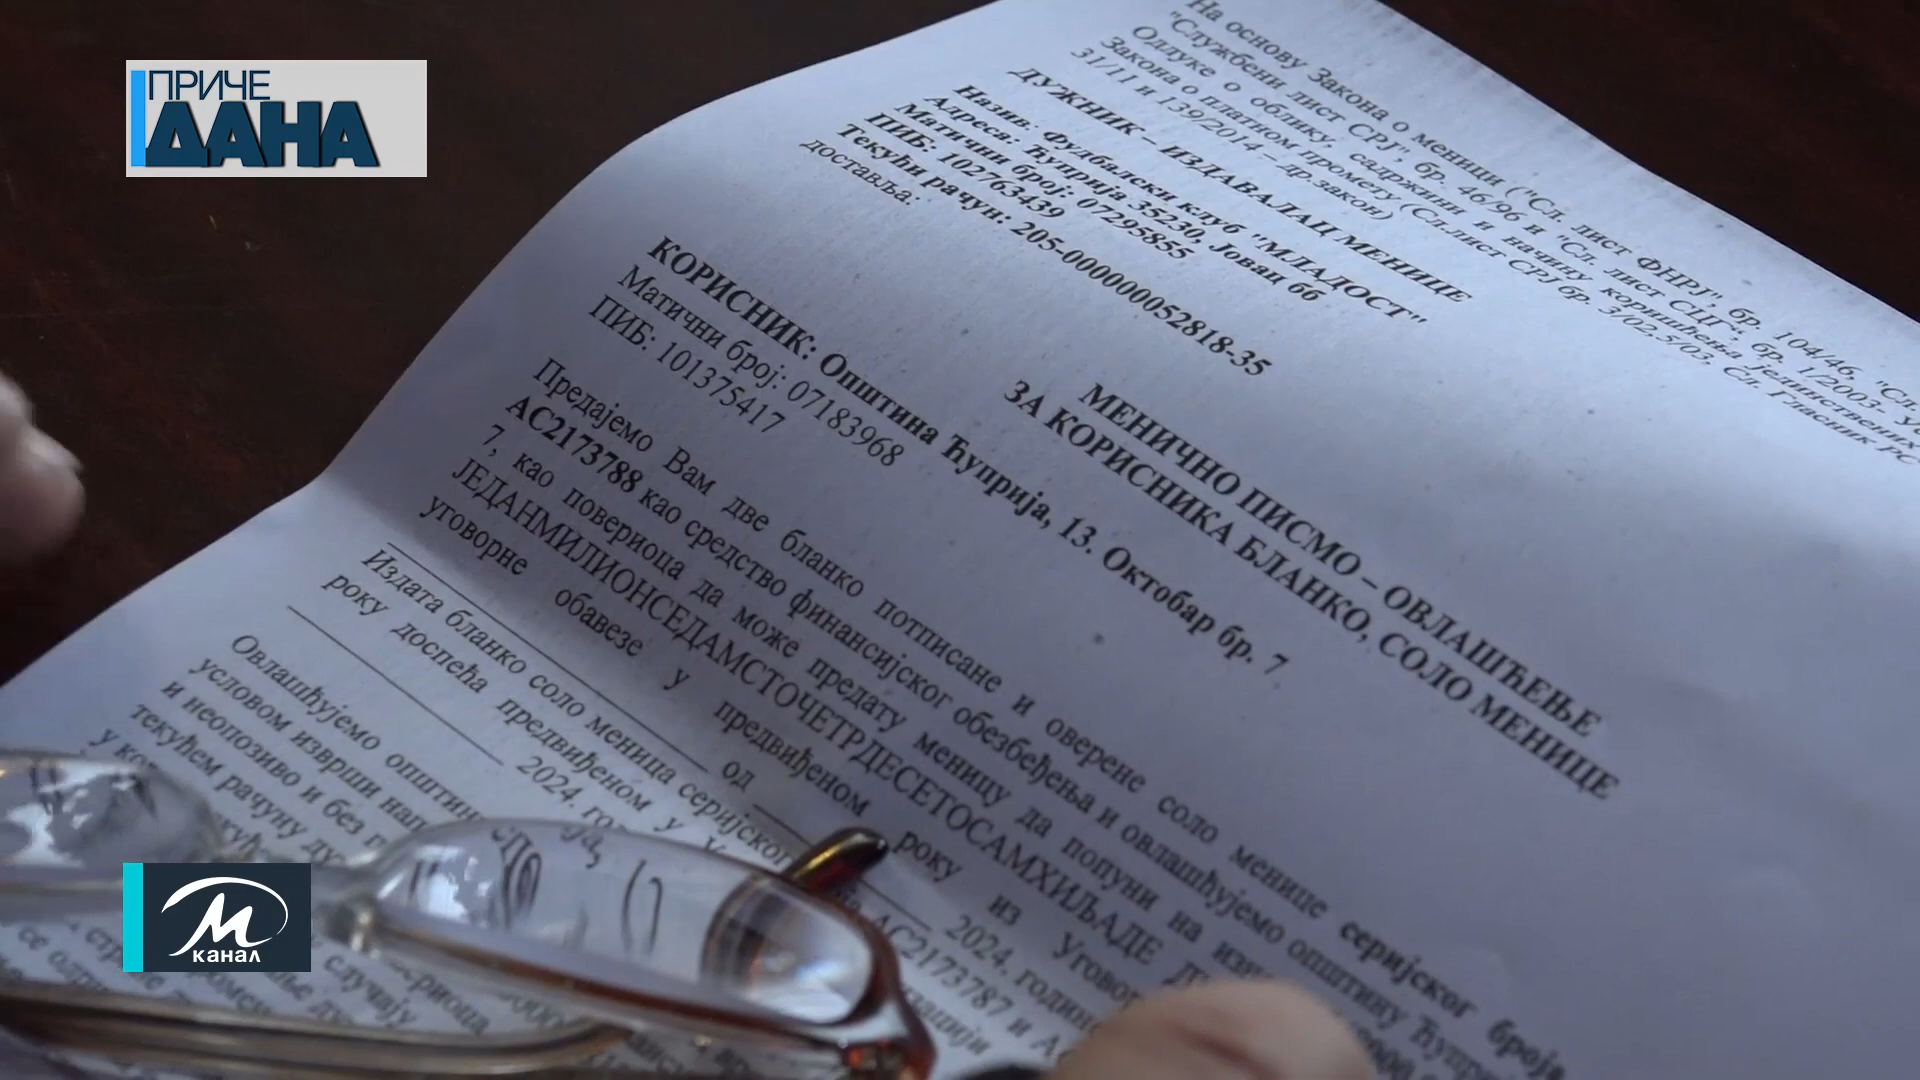 ПРИЧЕ
ДАНА
На основу Закона о меници ("Сл. лист ФНРЈ", бр. 104/46, "Сл.
"Службени лист СРЈ", бр. 46/96 и "Сл. лист СЦГ", бр. 1/2003-
Одлуке о облику, садржини и начину коришћења јединствених
Закона о платном промету (Сл.лист СРЈ бр. 3/02,5/03, Сл. Гласник РС
31/11 и 139/2014 – др.закон)
ДУЖНИК – ИЗДАВАЛАЦ МЕНИЦЕ
Назив: Фудбалски клуб "МЛАДОСТ"
Адреса: Ћуприја 35230, Јовац бб
Матични број: 07295855
ПИБ: 102763439
Текући рачун: 205-0000000052818-35
доставља:
МЕНИЧНО ПИСМО – ОВЛАШЋЕЊЕ
ЗА КОРИСНИКА БЛАНКО, СОЛО МЕНИЦЕ
КОРИСНИК: Општина Ћуприја, 13. Октобар бр. 7
Матични број: 07183968
ПИБ: 101375417
Предајемо Вам две бланко потписане и оверене соло менице серијског броја
АС2173788 као средство финансијског обезбеђења и овлашћујемо општину
7, као повериоца да може предату меницу да попуни на
ЈЕДАНМИЛИОНСЕДАМСТОЧЕТРДЕСЕТОСАМХИЉАДЕ
уговорне обавезе у предвиђеном року из
Издата бланко соло меница серијског
од 2024. годин
року доспећа предвиђеном у
2024.
АС2173787 и
Овлашћујемо општин
условом изврши
и неопозиво и без
текућем рачуну
случају
М
канал